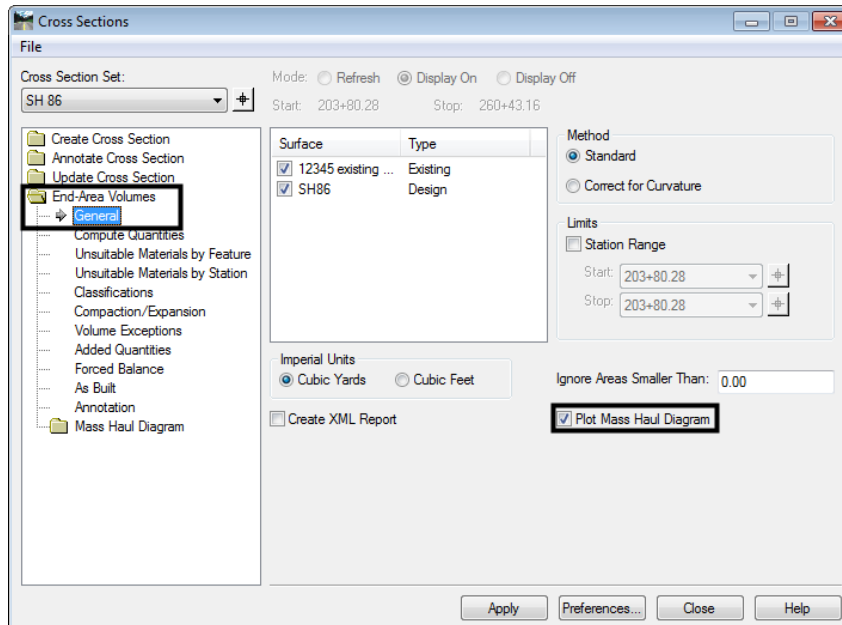 Cross Sections
File
Cross Section Set:
SH 86
Mode: Refresh Display On Display Off
Start: 203+80.28 Stop: 260+43.16
Create Cross Section
Annotate Cross Section
Update Cross Section
End-Area Volumes
General
Compute Quantities
Unsuitable Materials by Feature
Unsuitable Materials by Station
Classifications
Compaction/Expansion
Volume Exceptions
Added Quantities
Forced Balance
As Built
Annotation
Mass Haul Diagram
Surface Type
12345 existing ... Existing
SH86 Design
Method
Standard
Correct for Curvature
Limits
Station Range
Start: 203+80.28
Stop: 203+80.28
Imperial Units
Cubic Yards Cubic Feet
Ignore Areas Smaller Than: 0.00
Create XML Report
Plot Mass Haul Diagram
Apply Preferences... Close Help